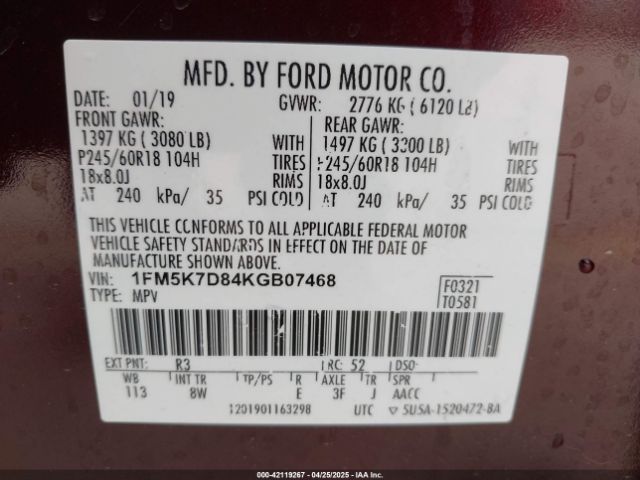 MFD. BY FORD MOTOR CO.
DATE: 01/19 GVWR: 2776 KG ( 6120 LB)
FRONT GAWR: REAR GAWR:
1397 KG ( 3080 LB) WITH 1497 KG ( 3300 LB) WITH
P245/60R18 104H TIRES P245/60R18 104H TIRES
18x8.0J RIMS 18x8.0J RIMS
AT 240 kPa/ 35 PSI COLD AT 240 kPa/ 35 PSI COLD
THIS VEHICLE CONFORMS TO ALL APPLICABLE FEDERAL MOTOR
VEHICLE SAFETY STANDARDS IN EFFECT ON THE DATE OF
MANUFACTURE SHOWN ABOVE.
VIN: 1FM5K7D84KGB07468 F0321
TYPE: MPV T0581
EXT PNT: R3 RC: 52 DSO:
WB INT TR TP/PS R AXLE TR SPR
113 8W E 3F J AACC
1201901163298 UTC ▽ 5U5A-1520472-BA
000-42119267 - 04/25/2025 - IAAI.COM